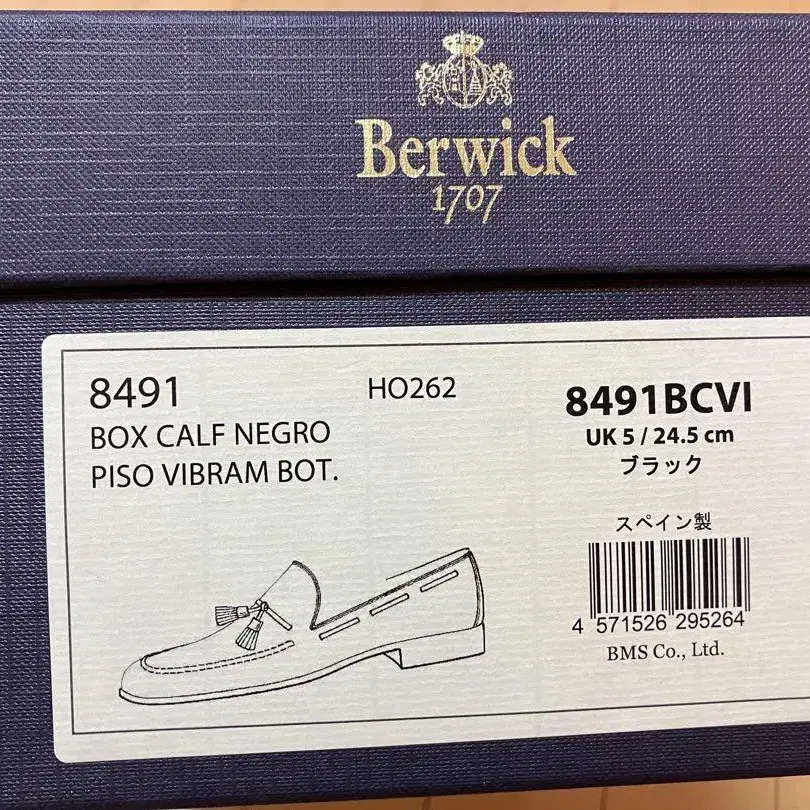 Berwick
1707
8491
HO262
BOX CALF NEGRO
PISO VIBRAM BOT.
8491BCVI
UK 5 / 24.5 cm
ブラック
スペイン製
4 571526 295264
BMS Co., Ltd.